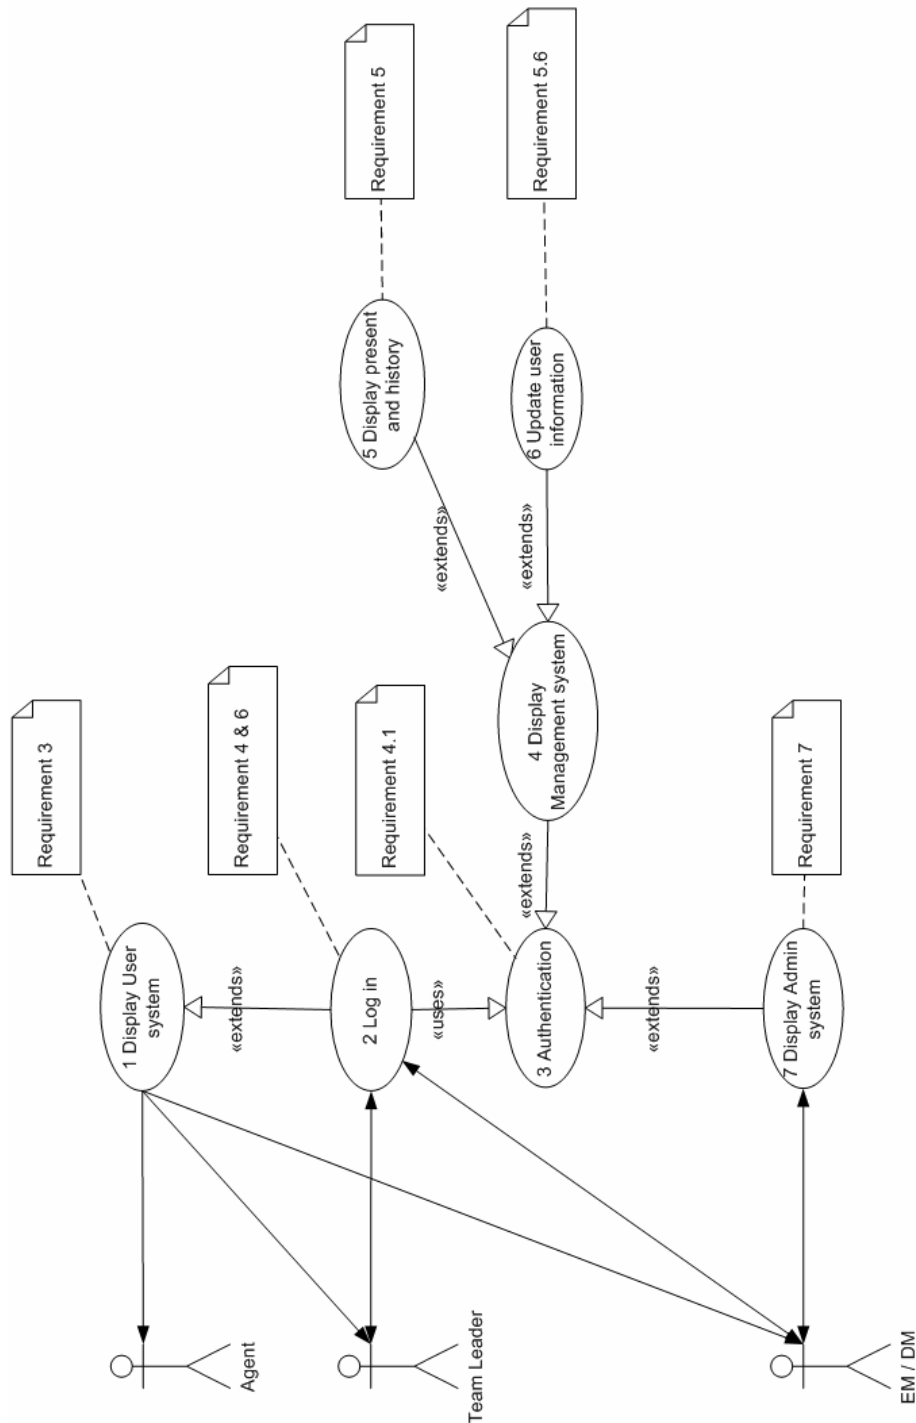 Requirement 3
1 Display User
system
Agent
«extends»
Requirement 4 & 6
2 Log in
Team Leader
«uses»
Requirement 4.1
3 Authentication
«extends»
4 Display
Management system
«extends»
5 Display present
and history
Requirement 5
«extends»
6 Update user
information
Requirement 5.6
«extends»
Requirement 7
7 Display Admin
system
EM / DM